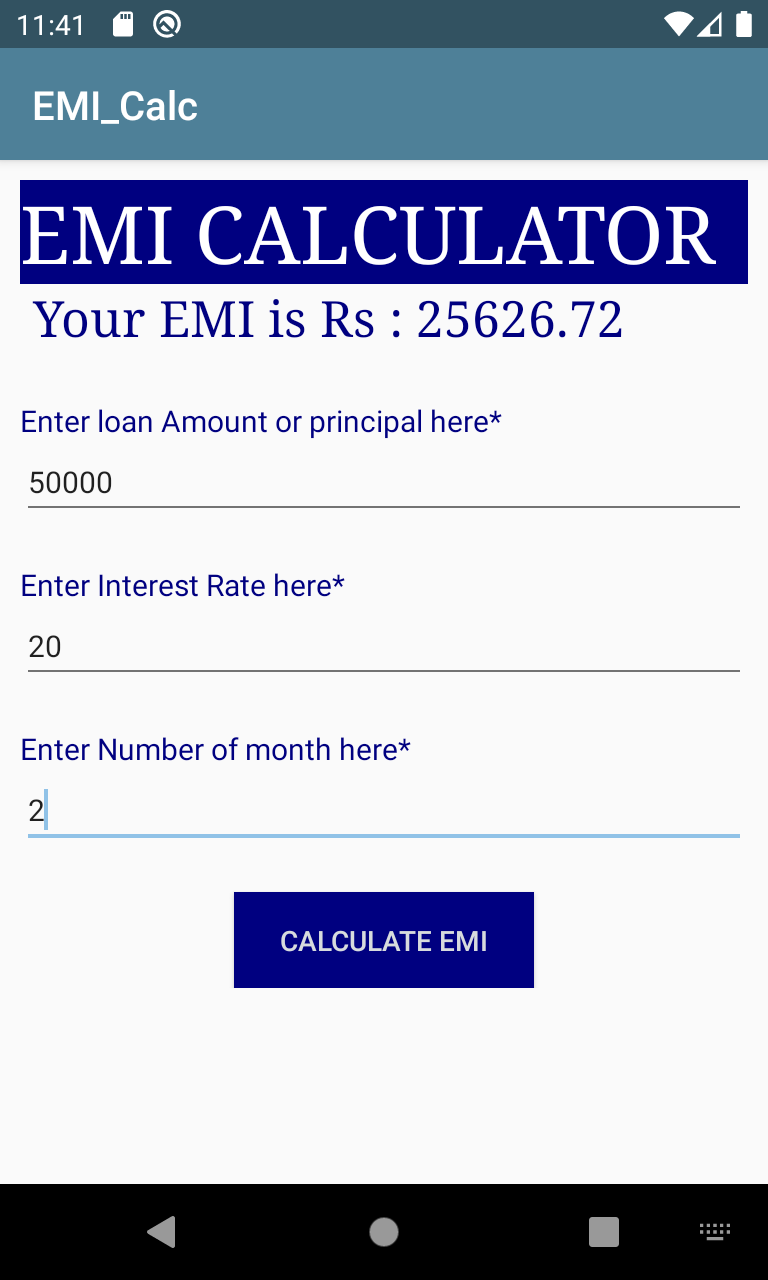 11:41
EMI_Calc
EMI CALCULATOR
Your EMI is Rs : 25626.72
Enter loan Amount or principal here*
50000
Enter Interest Rate here*
20
Enter Number of month here*
2
CALCULATE EMI